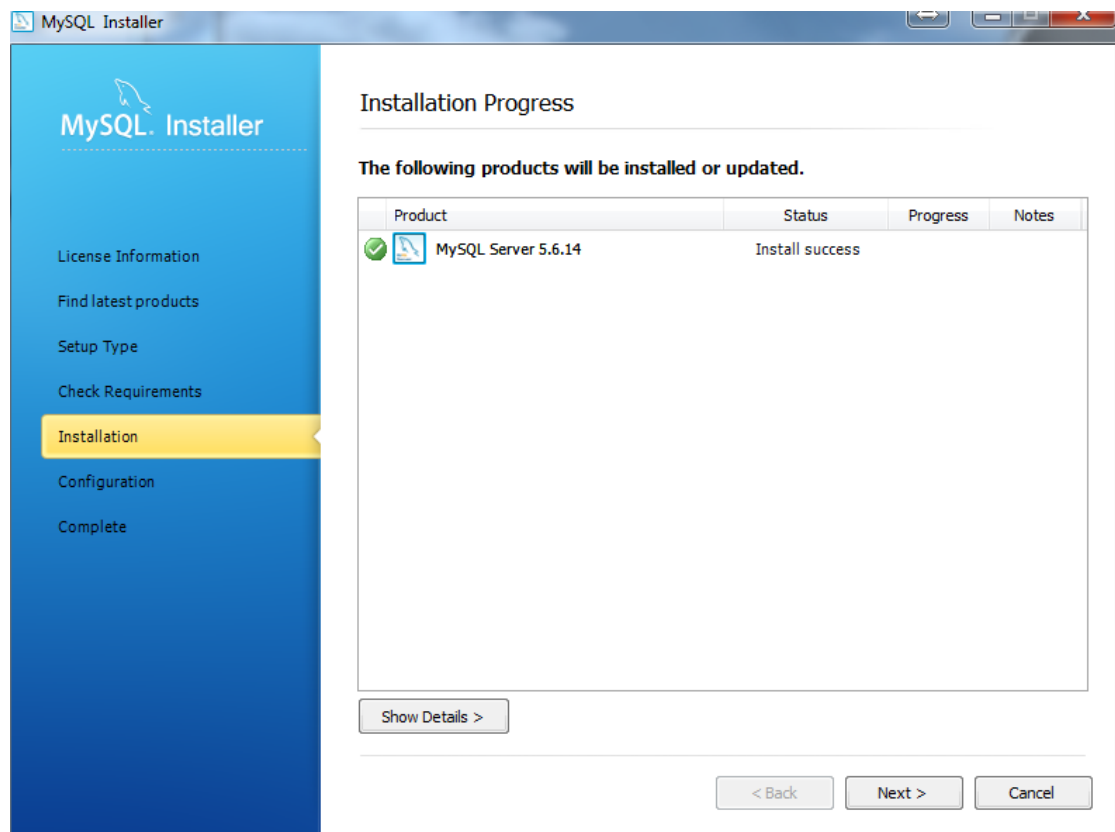 MySQL Installer
MySQL. Installer
License Information
Find latest products
Setup Type
Check Requirements
Installation
Configuration
Complete
Installation Progress
The following products will be installed or updated.
Product Status Progress Notes
MySQL Server 5.6.14 Install success
Show Details >
< Back Next > Cancel